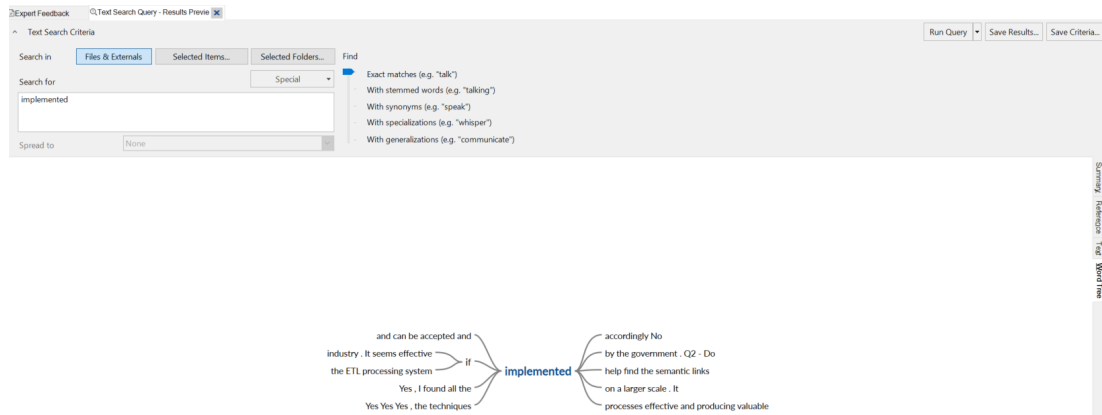 Expert Feedback
Text Search Query - Results Previe
Text Search Criteria
Run Query
Save Results...
Save Criteria...
Search in
Files & Externals
Selected Items...
Selected Folders...
Find
Search for
Special
Exact matches (e.g. "talk")
With stemmed words (e.g. "talking)
implemented
With synonyms (e.g. "speak")
With specializations (e.g. "whisper")
With generalizations (e.g. "communicate")
Spread to
None
Summary
Reference
Text
Word Tree
and can be accepted and
industry . It seems effective
the ETL processing system
if
Yes , I found all the
Yes Yes Yes , the techniques
implemented
accordingly No
by the government . Q2 - Do
help find the semantic links
on a larger scale . It
processes effective and producing valuable